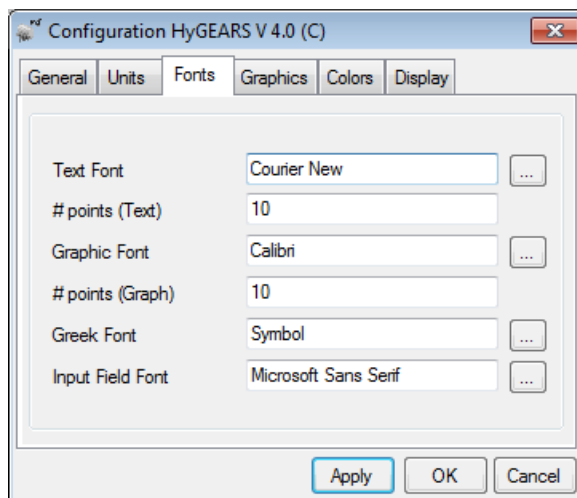 Configuration HyGEARS V 4.0 (C)
General Units Fonts Graphics Colors Display
Text Font Courier New ...
# points (Text) 10
Graphic Font Calibri ...
# points (Graph) 10
Greek Font Symbol ...
Input Field Font Microsoft Sans Serif ...
Apply OK Cancel